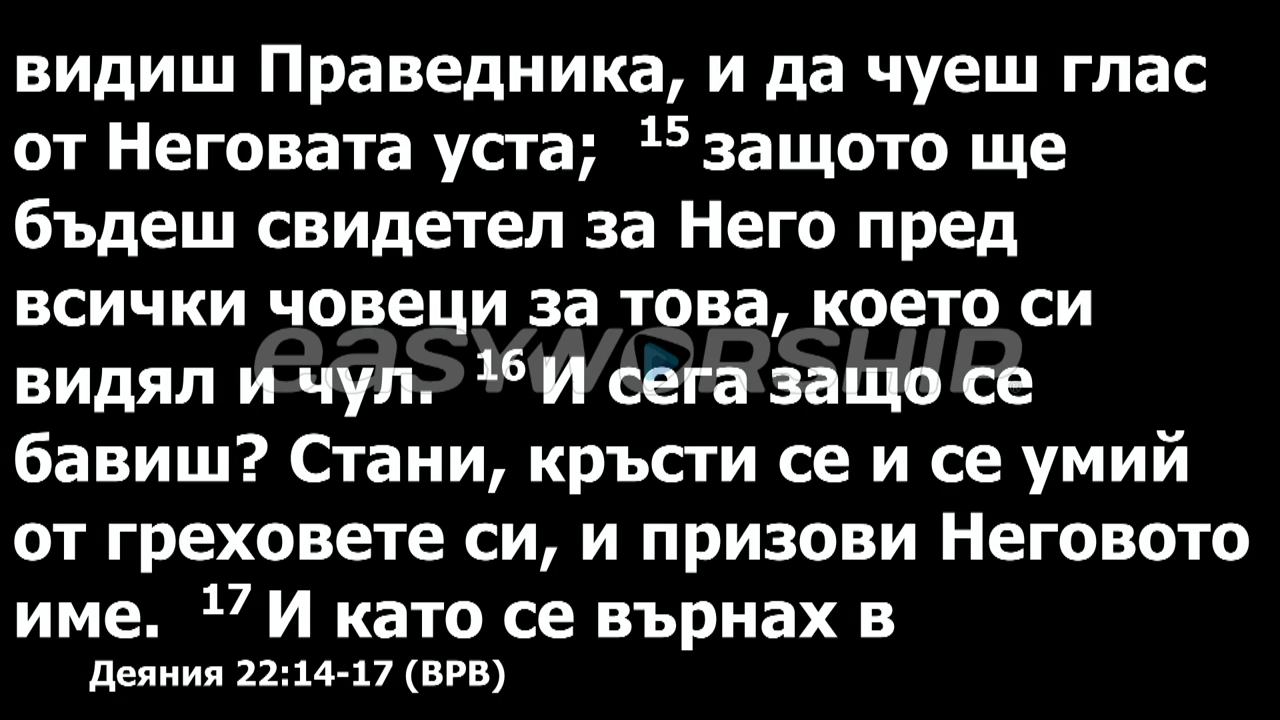 видиш Праведника, и да чуеш глас
от Неговата уста; 15 защото ще
бъдеш свидетел за Него пред
всички човеци за това, което си
видял и чул. 16 И сега защо се
бавиш? Стани, кръсти се и се умий
от греховете си, и призови Неговото
име. 17 И като се върнах в
Деяния 22:14-17 (ВРВ)
easyworship